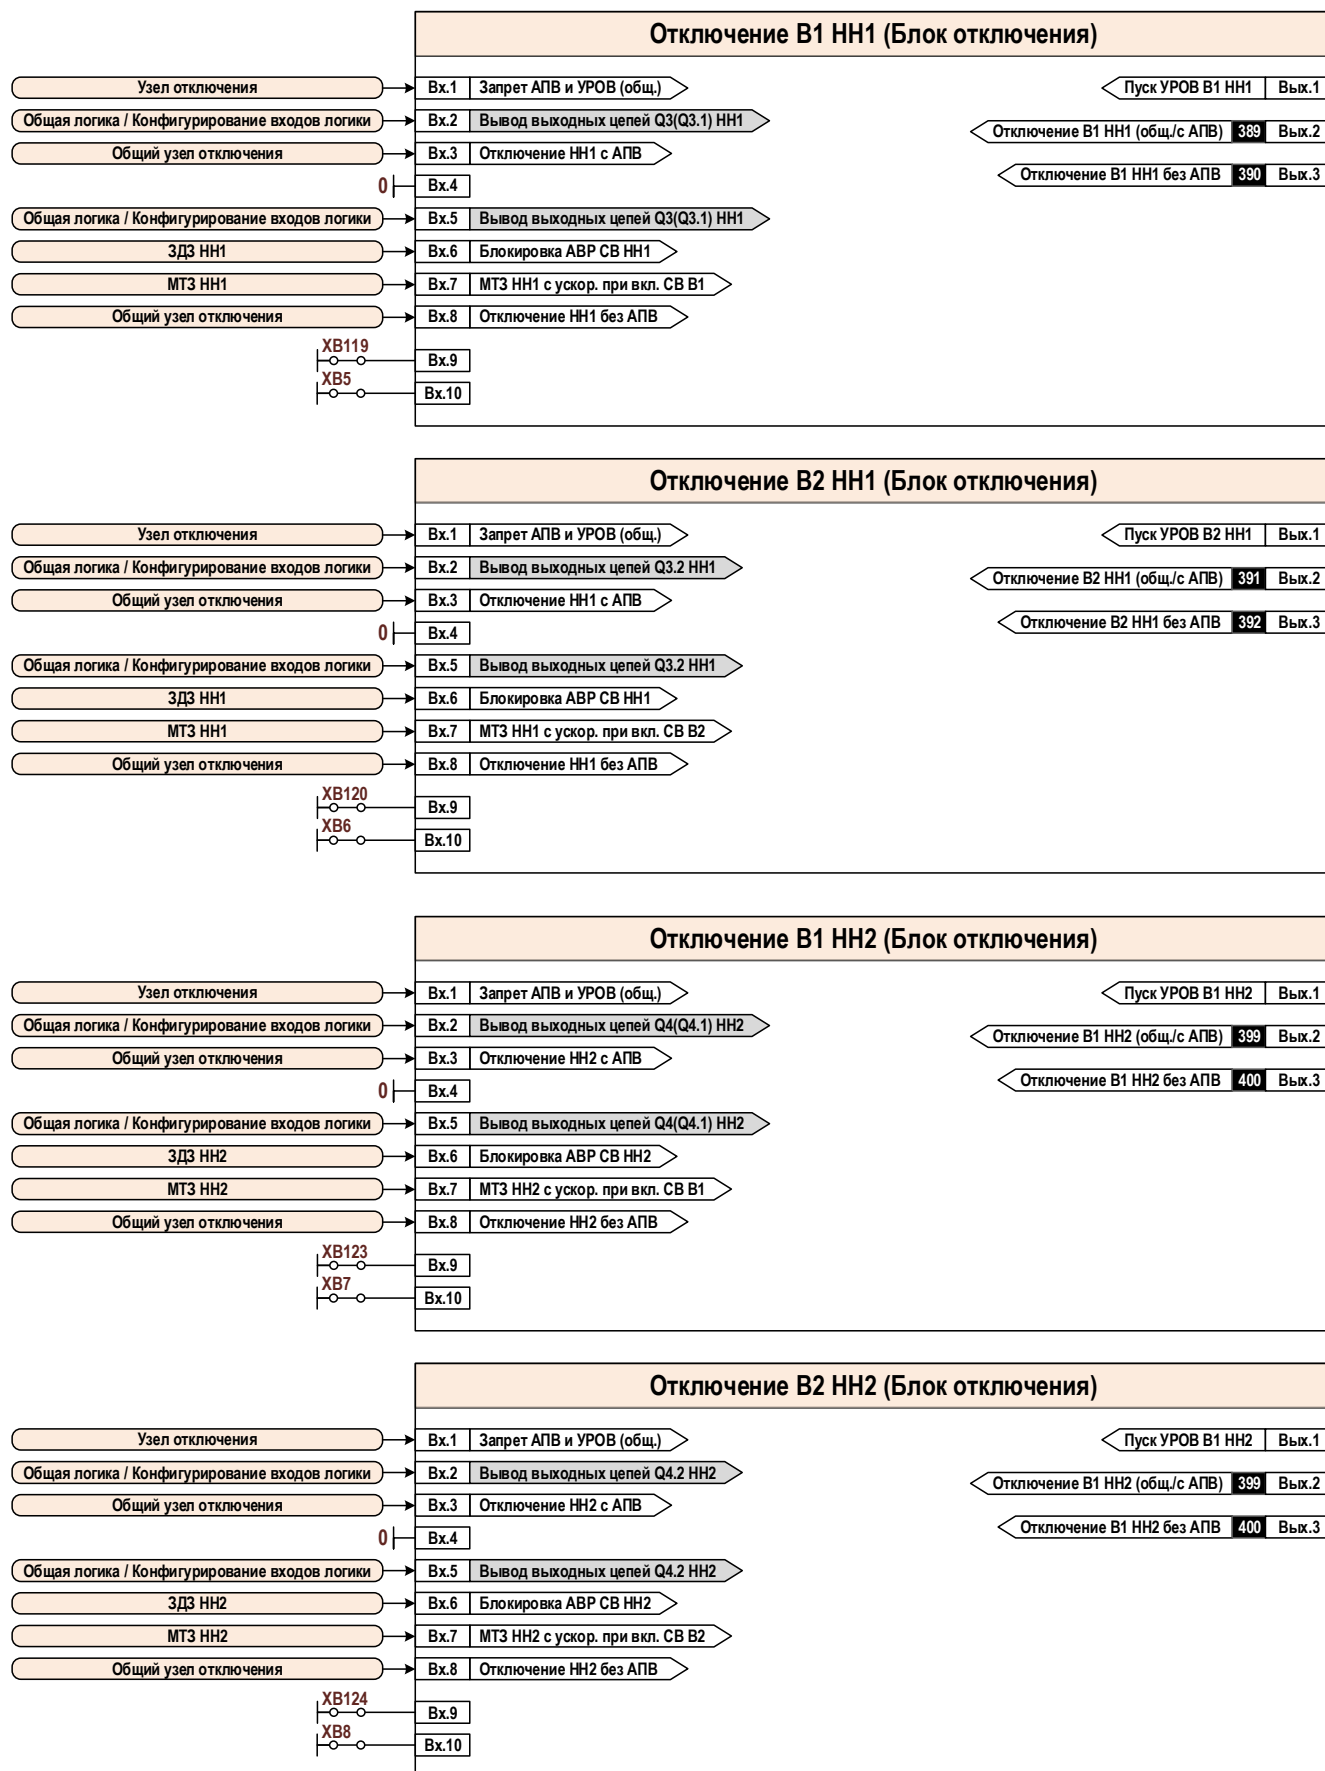 Отключение В1 НН1 (Блок отключения)
Узел отключения Вх.1 Запрет АПВ и УРОВ (общ.) Пуск УРОВ В1 НН1 Вых.1
Общая логика / Конфигурирование входов логики Вх.2 Вывод выходных цепей Q3(Q3.1) НН1
Отключение В1 НН1 (общ./с АПВ) 389 Вых.2
Общий узел отключения Вх.3 Отключение НН1 с АПВ
Отключение В1 НН1 без АПВ 390 Вых.3
0 Вх.4
Общая логика / Конфигурирование входов логики Вх.5 Вывод выходных цепей Q3(Q3.1) НН1
ЗДЗ НН1 Вх.6 Блокировка АВР СВ НН1
МТЗ НН1 Вх.7 МТЗ НН1 с ускор. при вкл. СВ В1
Общий узел отключения Вх.8 Отключение НН1 без АПВ
XB119 Вх.9
XB5 Вх.10
Отключение В2 НН1 (Блок отключения)
Узел отключения Вх.1 Запрет АПВ и УРОВ (общ.) Пуск УРОВ В2 НН1 Вых.1
Общая логика / Конфигурирование входов логики Вх.2 Вывод выходных цепей Q3.2 НН1
Отключение В2 НН1 (общ./с АПВ) 391 Вых.2
Общий узел отключения Вх.3 Отключение НН1 с АПВ
Отключение В2 НН1 без АПВ 392 Вых.3
0 Вх.4
Общая логика / Конфигурирование входов логики Вх.5 Вывод выходных цепей Q3.2 НН1
ЗДЗ НН1 Вх.6 Блокировка АВР СВ НН1
МТЗ НН1 Вх.7 МТЗ НН1 с ускор. при вкл. СВ В2
Общий узел отключения Вх.8 Отключение НН1 без АПВ
XB120 Вх.9
XB6 Вх.10
Отключение В1 НН2 (Блок отключения)
Узел отключения Вх.1 Запрет АПВ и УРОВ (общ.) Пуск УРОВ В1 НН2 Вых.1
Общая логика / Конфигурирование входов логики Вх.2 Вывод выходных цепей Q4(Q4.1) НН2
Отключение В1 НН2 (общ./с АПВ) 399 Вых.2
Общий узел отключения Вх.3 Отключение НН2 с АПВ
Отключение В1 НН2 без АПВ 400 Вых.3
0 Вх.4
Общая логика / Конфигурирование входов логики Вх.5 Вывод выходных цепей Q4(Q4.1) НН2
ЗДЗ НН2 Вх.6 Блокировка АВР СВ НН2
МТЗ НН2 Вх.7 МТЗ НН2 с ускор. при вкл. СВ В1
Общий узел отключения Вх.8 Отключение НН2 без АПВ
XB123 Вх.9
XB7 Вх.10
Отключение В2 НН2 (Блок отключения)
Узел отключения Вх.1 Запрет АПВ и УРОВ (общ.) Пуск УРОВ В1 НН2 Вых.1
Общая логика / Конфигурирование входов логики Вх.2 Вывод выходных цепей Q4.2 НН2
Отключение В1 НН2 (общ./с АПВ) 399 Вых.2
Общий узел отключения Вх.3 Отключение НН2 с АПВ
Отключение В1 НН2 без АПВ 400 Вых.3
0 Вх.4
Общая логика / Конфигурирование входов логики Вх.5 Вывод выходных цепей Q4.2 НН2
ЗДЗ НН2 Вх.6 Блокировка АВР СВ НН2
МТЗ НН2 Вх.7 МТЗ НН2 с ускор. при вкл. СВ В2
Общий узел отключения Вх.8 Отключение НН2 без АПВ
XB124 Вх.9
XB8 Вх.10